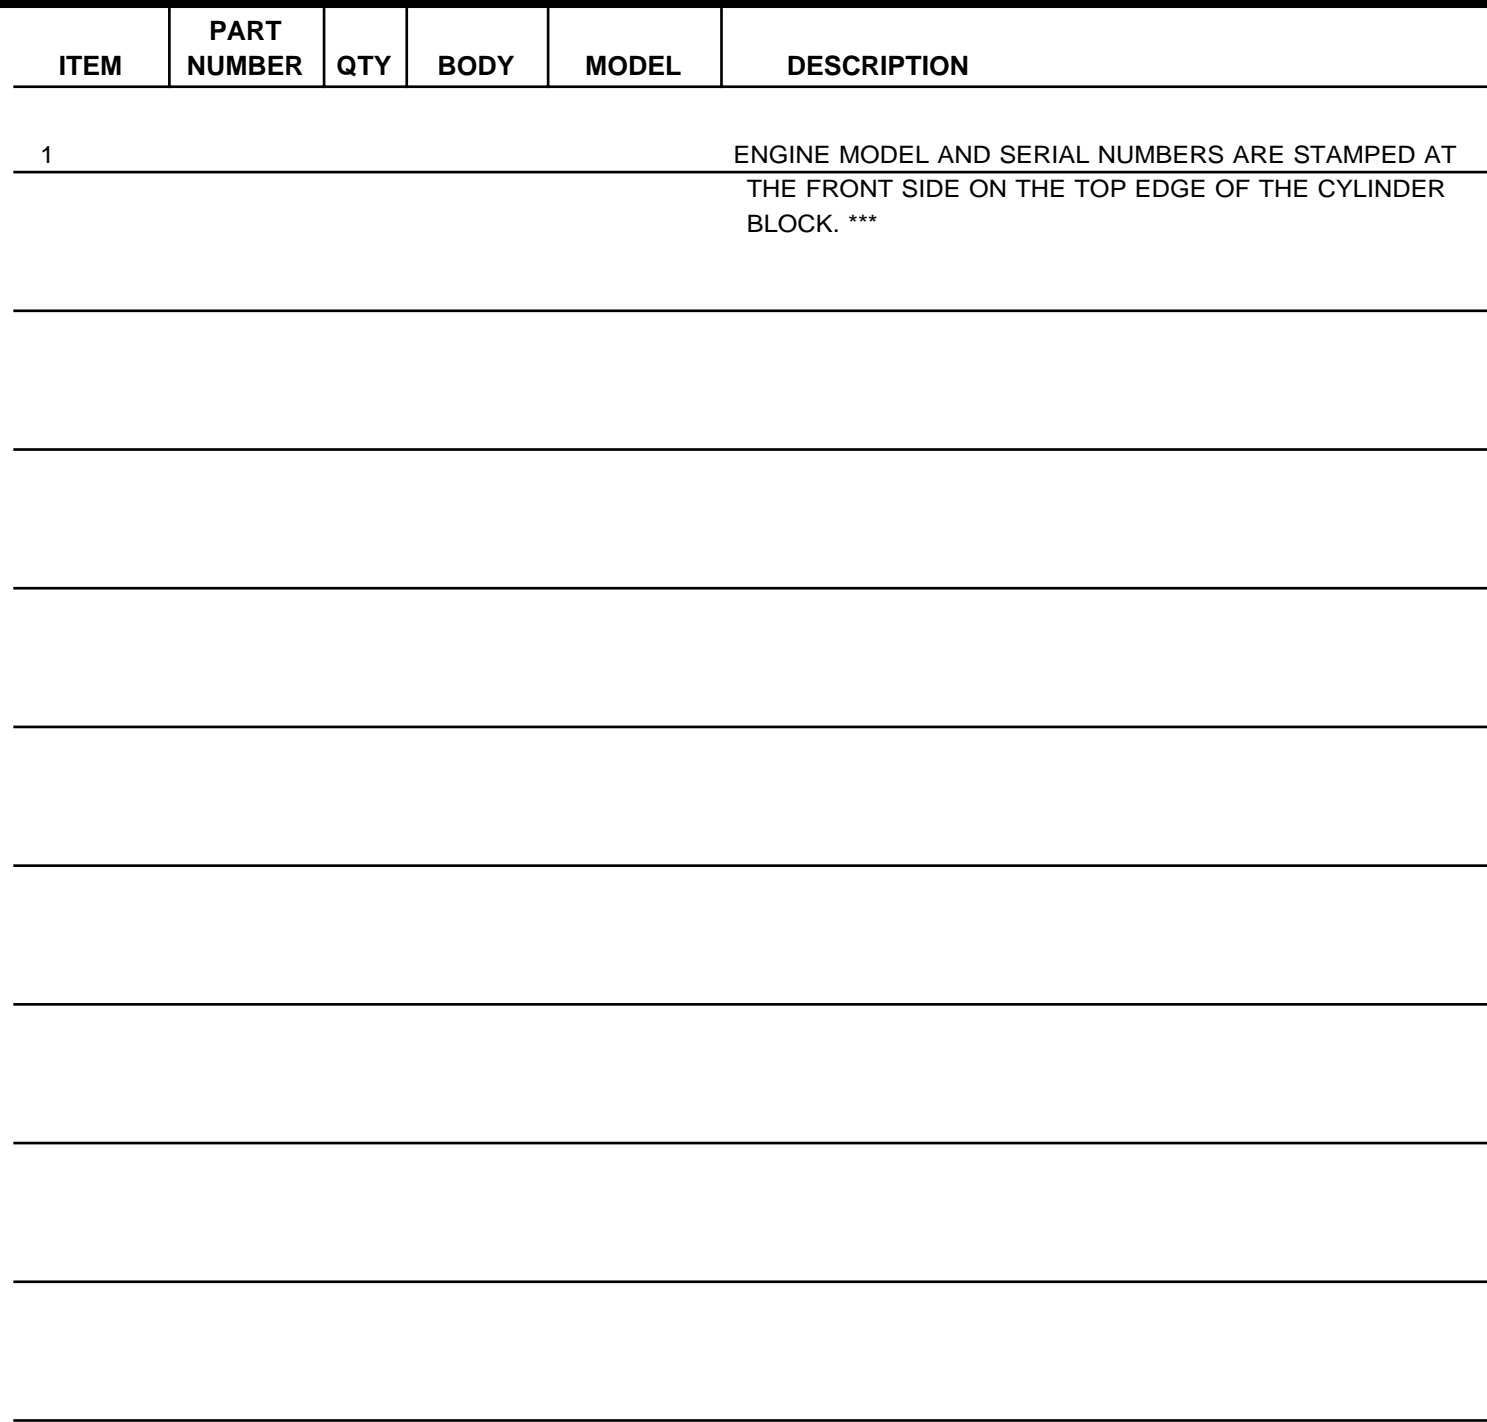 PART
ITEM NUMBER QTY BODY MODEL DESCRIPTION
1 ENGINE MODEL AND SERIAL NUMBERS ARE STAMPED AT
THE FRONT SIDE ON THE TOP EDGE OF THE CYLINDER
BLOCK. ***